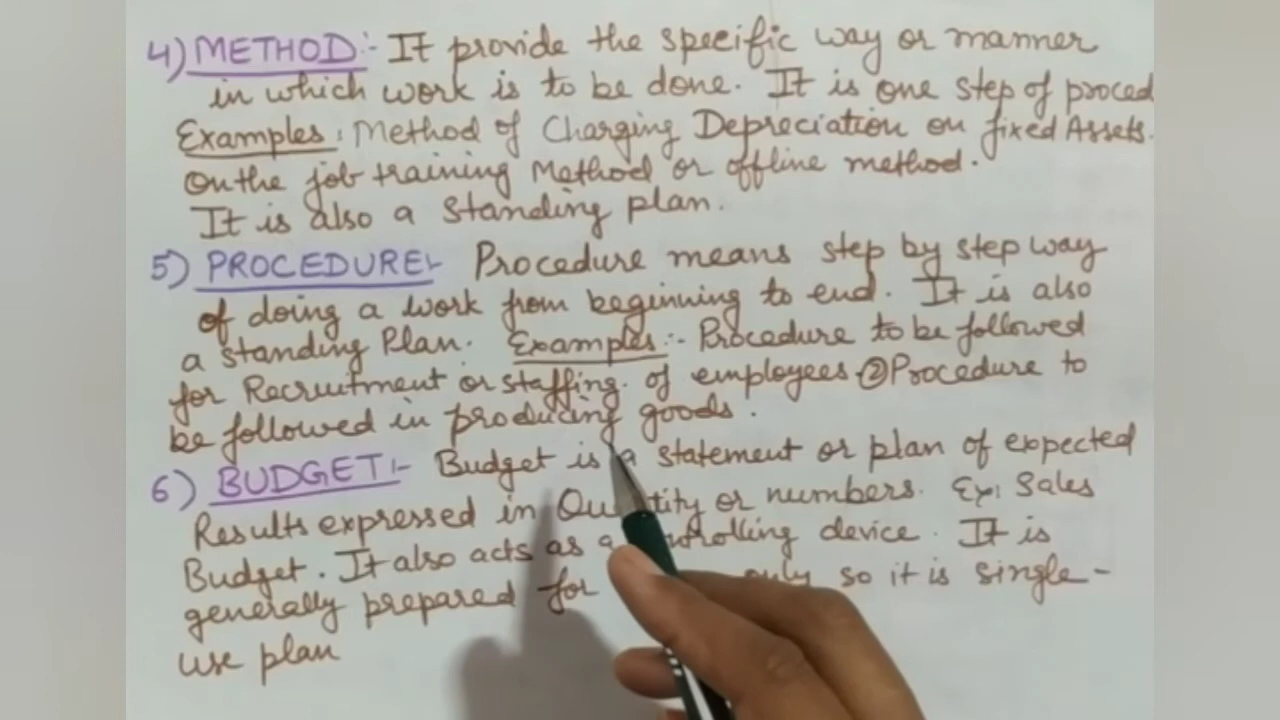 4) METHOD:- It provide the specific way or manner
in which work is to be done. It is one step of proced
Examples: Method of Charging Depreciation on fixed Assets.
On the job training Method or offline method.
It is also a standing plan.
5) PROCEDURE:- Procedure means step by step way
of doing a work from beginning to end. It is also
a standing Plan. Examples:- Procedure to be followed
for Recruitment or staffing. of employees ② Procedure to
be followed in producing goods.
6) BUDGET:- Budget is a statement or plan of expected
Results expressed in Quantity or numbers. Ex: Sales
Budget. It also acts as a device. It is
generally prepared for only so it is single-
use plan